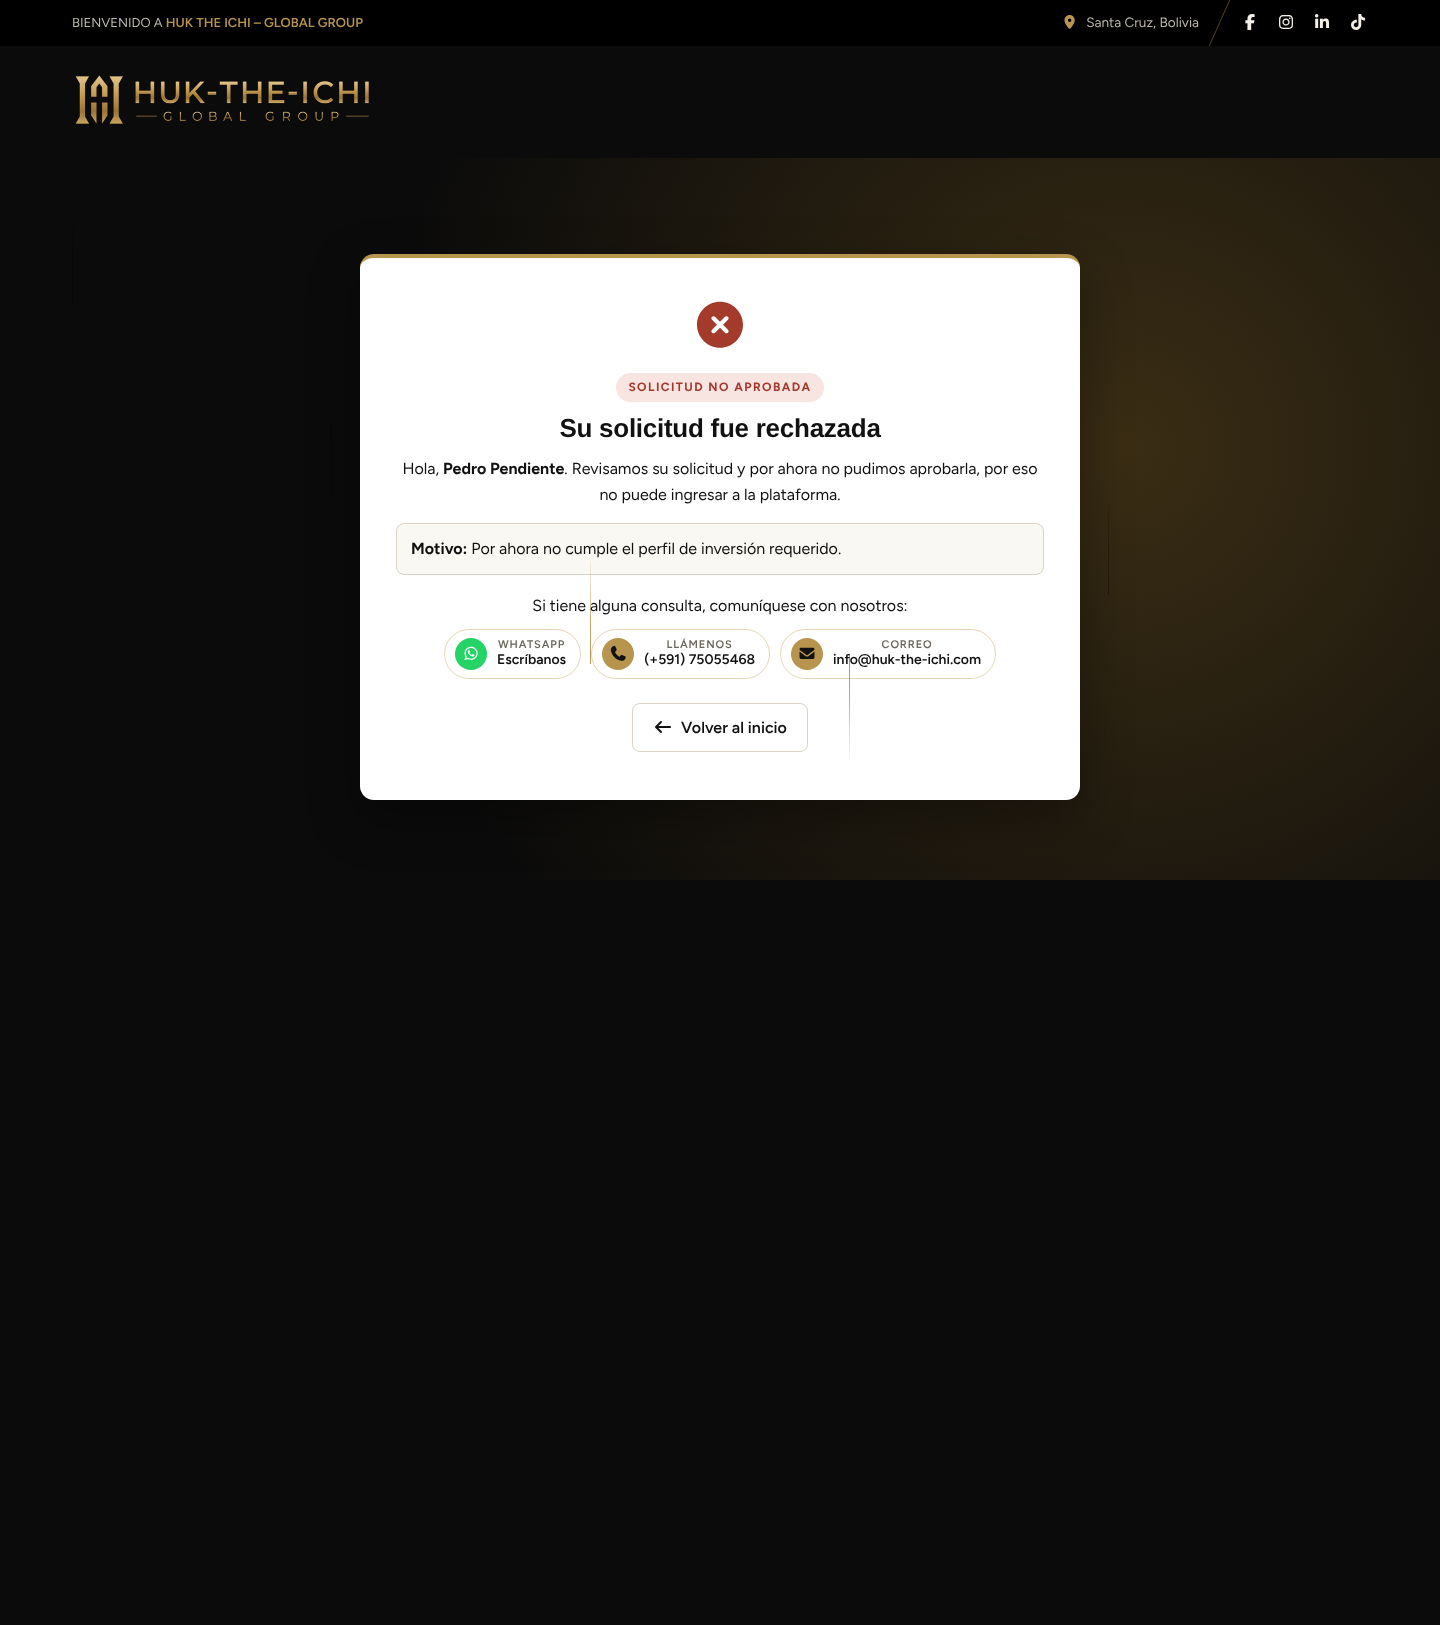 BIENVENIDO A HUK THE ICHI – GLOBAL GROUP
Santa Cruz, Bolivia
HUK-THE-ICHI
GLOBAL GROUP
SOLICITUD NO APROBADA
Su solicitud fue rechazada
Hola, Pedro Pendiente. Revisamos su solicitud y por ahora no pudimos aprobarla, por eso
no puede ingresar a la plataforma.
Motivo: Por ahora no cumple el perfil de inversión requerido.
Si tiene alguna consulta, comuníquese con nosotros:
WHATSAPP
Escríbanos
LLÁMENOS
(+591) 75055468
CORREO
info@huk-the-ichi.com
Volver al inicio